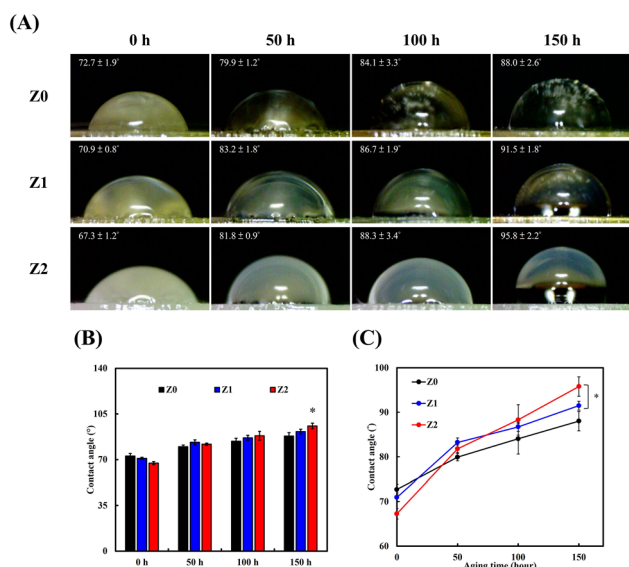 (A)
0 h 50 h 100 h 150 h
Z0 72.7 ± 1.9° 79.9 ± 1.2° 84.1 ± 3.3° 88.0 ± 2.6°
Z1 70.9 ± 0.8° 83.2 ± 1.8° 86.7 ± 1.9° 91.5 ± 1.8°
Z2 67.3 ± 1.2° 81.8 ± 0.9° 88.3 ± 3.4° 95.8 ± 2.2°
(B)
140
105
70
35
0
Contact angle (°)
Z0 Z1 Z2
*
0 h 50 h 100 h 150 h
(C)
100
90
80
70
60
Contact angle (°)
Z0
Z1
Z2
*
0 50 100 150
Aging time (hour)